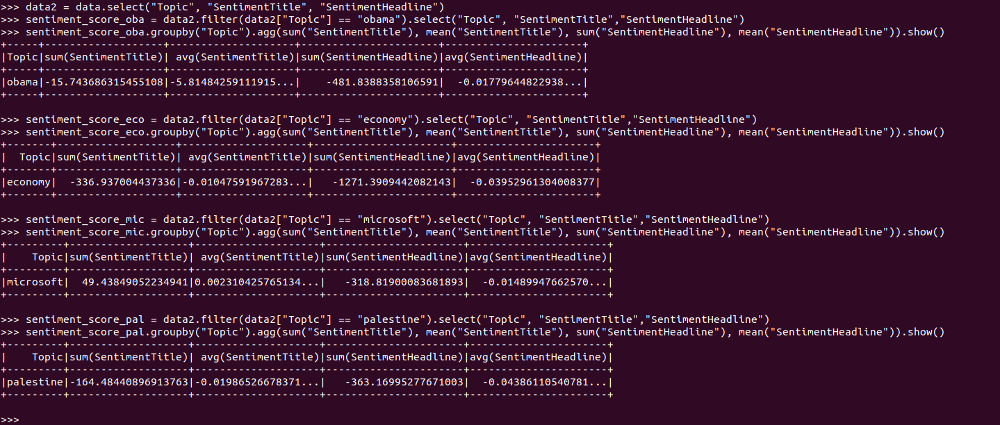 >>> data2 = data.select("Topic", "SentimentTitle", "SentimentHeadline")
>>> sentiment_score_oba = data2.filter(data2["Topic"] == "obama").select("Topic", "SentimentTitle","SentimentHeadline")
>>> sentiment_score_oba.groupby("Topic").agg(sum("SentimentTitle"), mean("SentimentTitle"), sum("SentimentHeadline"), mean("SentimentHeadline")).show()
+-----+-------------------+--------------------+----------------------+----------------------+
|Topic|sum(SentimentTitle)| avg(SentimentTitle)|sum(SentimentHeadline)|avg(SentimentHeadline)|
+-----+-------------------+--------------------+----------------------+----------------------+
|obama|-15.743686315455108|-5.81484259111915...|    -481.8388358106591|  -0.01779644822938...|
+-----+-------------------+--------------------+----------------------+----------------------+

>>> sentiment_score_eco = data2.filter(data2["Topic"] == "economy").select("Topic", "SentimentTitle","SentimentHeadline")
>>> sentiment_score_eco.groupby("Topic").agg(sum("SentimentTitle"), mean("SentimentTitle"), sum("SentimentHeadline"), mean("SentimentHeadline")).show()
+-------+-------------------+--------------------+----------------------+----------------------+
|  Topic|sum(SentimentTitle)| avg(SentimentTitle)|sum(SentimentHeadline)|avg(SentimentHeadline)|
+-------+-------------------+--------------------+----------------------+----------------------+
|economy|  -336.937004437336|-0.01047591967283...|   -1271.3909442082143|  -0.03952961304008377|
+-------+-------------------+--------------------+----------------------+----------------------+

>>> sentiment_score_mic = data2.filter(data2["Topic"] == "microsoft").select("Topic", "SentimentTitle","SentimentHeadline")
>>> sentiment_score_mic.groupby("Topic").agg(sum("SentimentTitle"), mean("SentimentTitle"), sum("SentimentHeadline"), mean("SentimentHeadline")).show()
+---------+-------------------+--------------------+----------------------+----------------------+
|    Topic|sum(SentimentTitle)| avg(SentimentTitle)|sum(SentimentHeadline)|avg(SentimentHeadline)|
+---------+-------------------+--------------------+----------------------+----------------------+
|microsoft|  49.43849052234941|0.002310425765134...|   -318.81900083681893|  -0.01489947662570...|
+---------+-------------------+--------------------+----------------------+----------------------+

>>> sentiment_score_pal = data2.filter(data2["Topic"] == "palestine").select("Topic", "SentimentTitle","SentimentHeadline")
>>> sentiment_score_pal.groupby("Topic").agg(sum("SentimentTitle"), mean("SentimentTitle"), sum("SentimentHeadline"), mean("SentimentHeadline")).show()
+---------+-------------------+--------------------+----------------------+----------------------+
|    Topic|sum(SentimentTitle)| avg(SentimentTitle)|sum(SentimentHeadline)|avg(SentimentHeadline)|
+---------+-------------------+--------------------+----------------------+----------------------+
|palestine|-164.48440896913763|-0.01986526678371...|   -363.16995277671003|  -0.04386110540781...|
+---------+-------------------+--------------------+----------------------+----------------------+

>>>